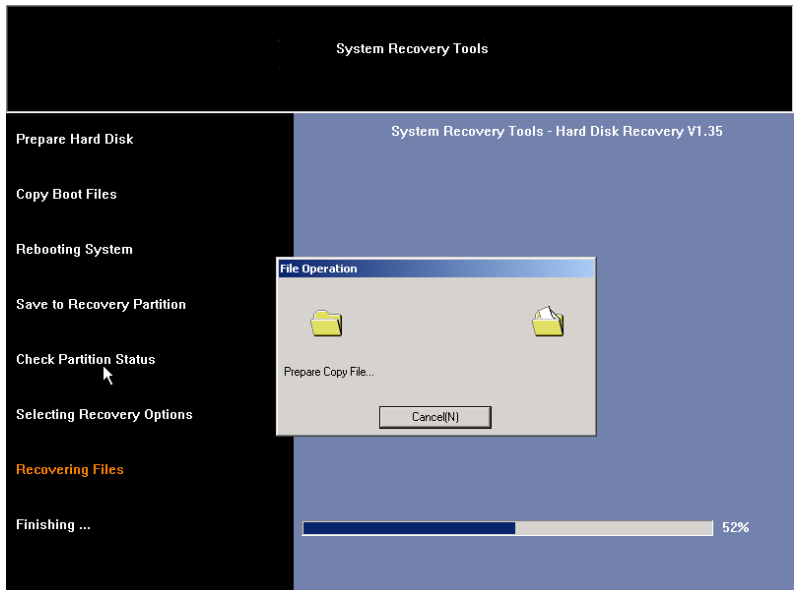 System Recovery Tools
System Recovery Tools - Hard Disk Recovery V1.35
Prepare Hard Disk
Copy Boot Files
Rebooting System
Save to Recovery Partition
Check Partition Status
Selecting Recovery Options
Recovering Files
Finishing ...
File Operation
Prepare Copy File...
Cancel(N)
52%